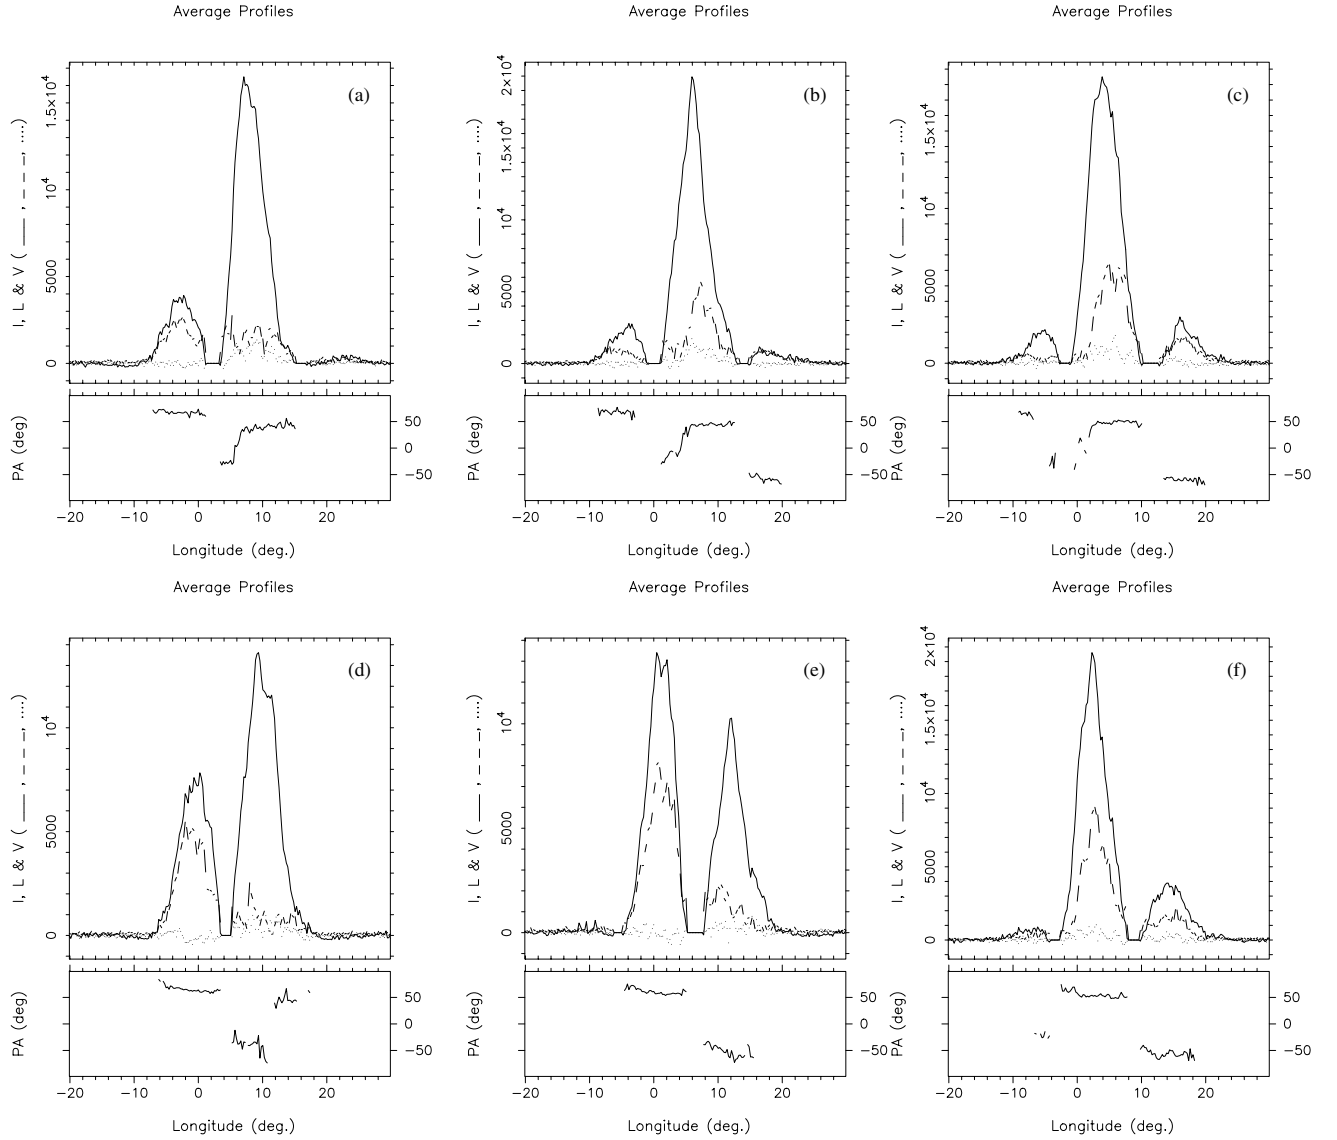 Average Profiles
Average Profiles
Average Profiles
(a)
I, L & V ( ___ , _ _ _, ....)
0
5000
10⁴
1.5×10⁴
PA (deg)
50
0
−50
−20
−10
0
10
20
Longitude (deg.)
(b)
I, L & V ( ___ , _ _ _, ....)
0
5000
10⁴
1.5×10⁴
2×10⁴
PA (deg)
50
0
−50
−20
−10
0
10
20
Longitude (deg.)
(c)
I, L & V ( ___ , _ _ _, ....)
0
5000
10⁴
1.5×10⁴
PA (deg)
50
0
−50
−20
−10
0
10
20
Longitude (deg.)
Average Profiles
Average Profiles
Average Profiles
(d)
I, L & V ( ___ , _ _ _, ....)
0
5000
10⁴
PA (deg)
50
0
−50
−20
−10
0
10
20
Longitude (deg.)
(e)
I, L & V ( ___ , _ _ _, ....)
0
5000
10⁴
PA (deg)
50
0
−50
−20
−10
0
10
20
Longitude (deg.)
(f)
I, L & V ( ___ , _ _ _, ....)
0
5000
10⁴
1.5×10⁴
2×10⁴
PA (deg)
50
0
−50
−20
−10
0
10
20
Longitude (deg.)